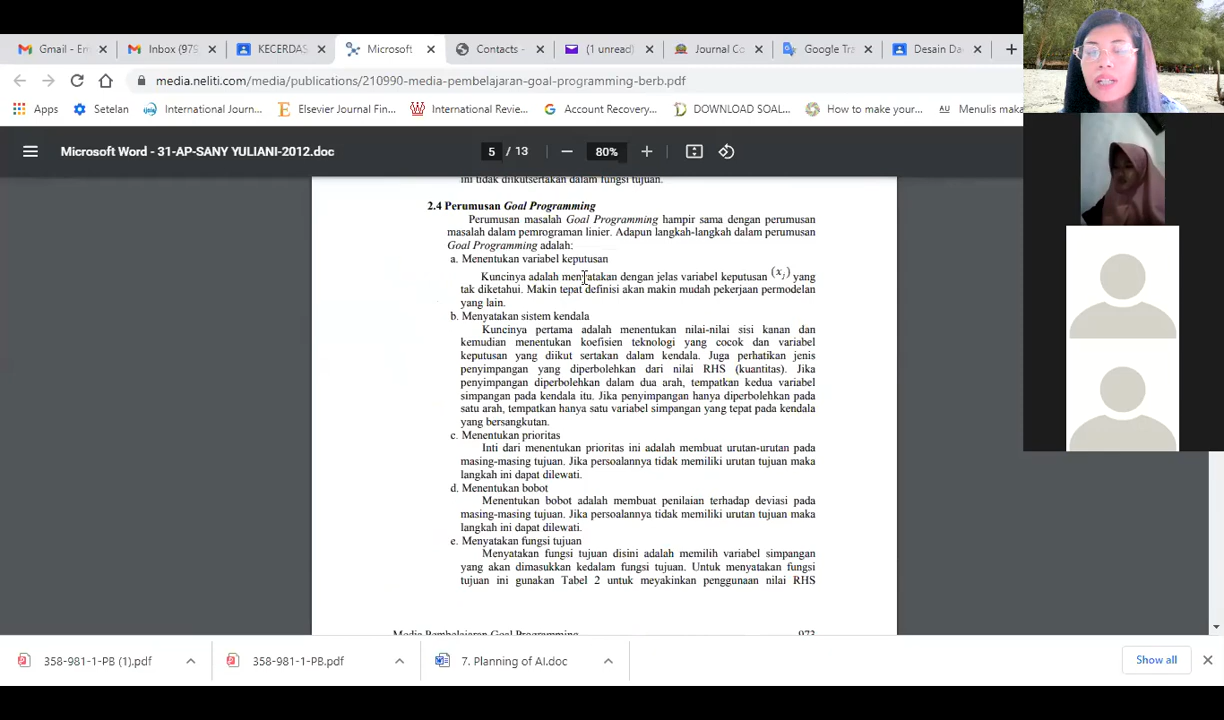 Gmail - Er
Inbox (979
KECERDAS
Microsoft
Contacts -
(1 unread)
Journal Co
Google Tra
Desain Da
media.neliti.com/media/publications/210990-media-pembelajaran-goal-programming-berb.pdf
Apps
Setelan
International Journ...
Elsevier Journal Fin...
International Review...
Account Recovery...
DOWNLOAD SOAL...
How to make your...
AU Menulis maka
Microsoft Word - 31-AP-SANY YULIANI-2012.doc
5 / 13
80%
ini tidak diikutsertakan dalam fungsi tujuan.
2.4 Perumusan Goal Programming
Perumusan masalah Goal Programming hampir sama dengan perumusan
masalah dalam pemrograman linier. Adapun langkah-langkah dalam perumusan
Goal Programming adalah:
a. Menentukan variabel keputusan
Kuncinya adalah menyatakan dengan jelas variabel keputusan (xj) yang
tak diketahui. Makin tepat definisi akan makin mudah pekerjaan permodelan
yang lain.
b. Menyatakan sistem kendala
Kuncinya pertama adalah menentukan nilai-nilai sisi kanan dan
kemudian menentukan koefisien teknologi yang cocok dan variabel
keputusan yang diikut sertakan dalam kendala. Juga perhatikan jenis
penyimpangan yang diperbolehkan dari nilai RHS (kuantitas). Jika
penyimpangan diperbolehkan dalam dua arah, tempatkan kedua variabel
simpangan pada kendala itu. Jika penyimpangan hanya diperbolehkan pada
satu arah, tempatkan hanya satu variabel simpangan yang tepat pada kendala
yang bersangkutan.
c. Menentukan prioritas
Inti dari menentukan prioritas ini adalah membuat urutan-urutan pada
masing-masing tujuan. Jika persoalannya tidak memiliki urutan tujuan maka
langkah ini dapat dilewati.
d. Menentukan bobot
Menentukan bobot adalah membuat penilaian terhadap deviasi pada
masing-masing tujuan. Jika persoalannya tidak memiliki urutan tujuan maka
langkah ini dapat dilewati.
e. Menyatakan fungsi tujuan
Menyatakan fungsi tujuan disini adalah memilih variabel simpangan
yang akan dimasukkan kedalam fungsi tujuan. Untuk menyatakan fungsi
tujuan ini gunakan Tabel 2 untuk meyakinkan penggunaan nilai RHS
Media Pembelajaran Goal Programming
973
358-981-1-PB (1).pdf
358-981-1-PB.pdf
7. Planning of AI.doc
Show all